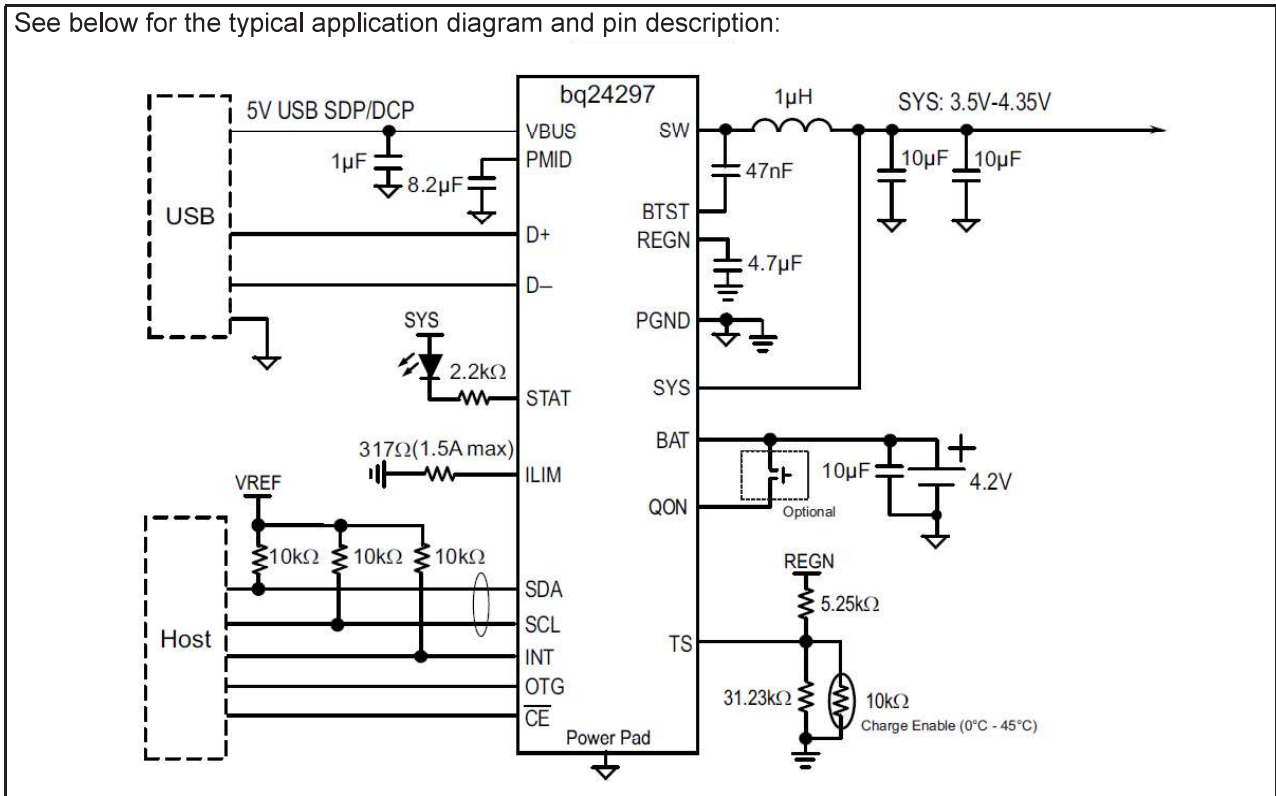 See below for the typical application diagram and pin description:
bq24297
5V USB SDP/DCP
1µH
SYS: 3.5V-4.35V
VBUS
SW
1µF
PMID
8.2µF
47nF
10µF
10µF
USB
BTST
D+
REGN
4.7µF
D–
SYS
PGND
2.2kΩ
STAT
SYS
317Ω(1.5A max)
ILIM
BAT
10µF
4.2V
VREF
QON
Optional
10kΩ
10kΩ
10kΩ
REGN
SDA
5.25kΩ
Host
SCL
TS
INT
OTG
31.23kΩ
10kΩ
CE
Charge Enable (0°C - 45°C)
Power Pad